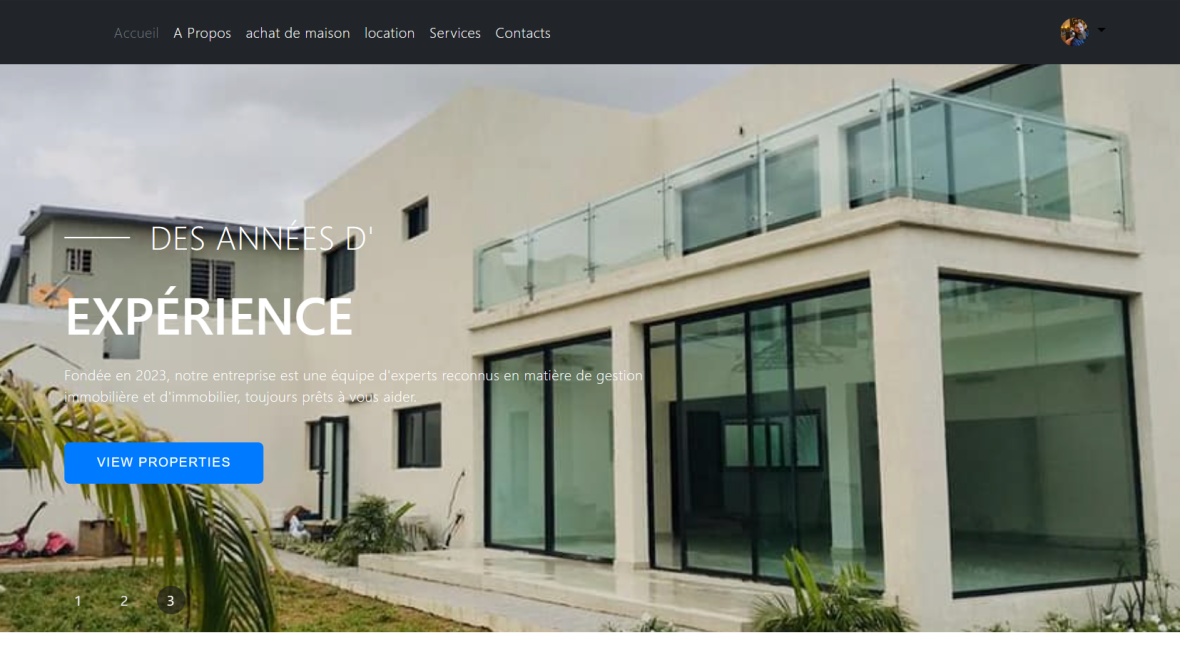 Accueil A Propos achat de maison location Services Contacts
DES ANNÉES D'
EXPÉRIENCE
Fondée en 2023, notre entreprise est une équipe d'experts reconnus en matière de gestion
immobilière et d'immobilier, toujours prêts à vous aider.
VIEW PROPERTIES
1 2 3